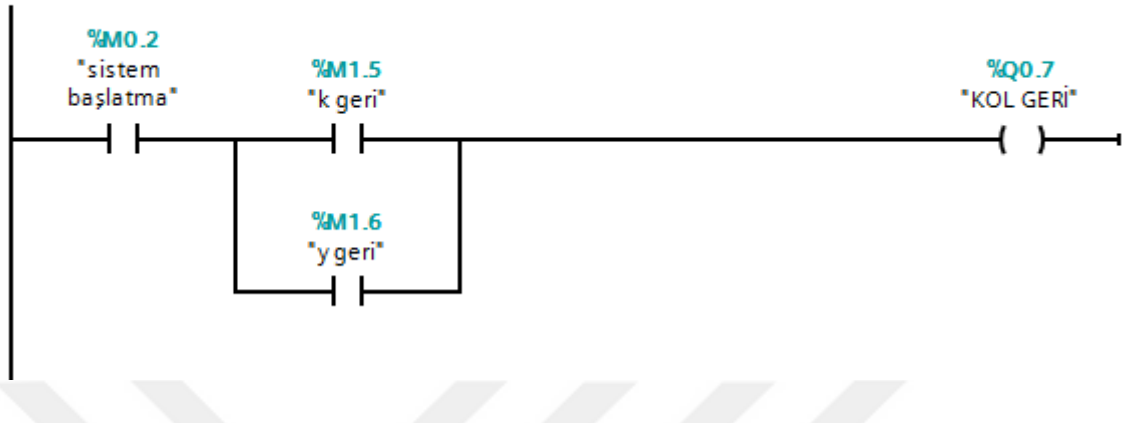 %M0.2
"sistem
başlatma"
%M1.5
"k geri"
%Q0.7
"KOL GERİ"
%M1.6
"y geri"